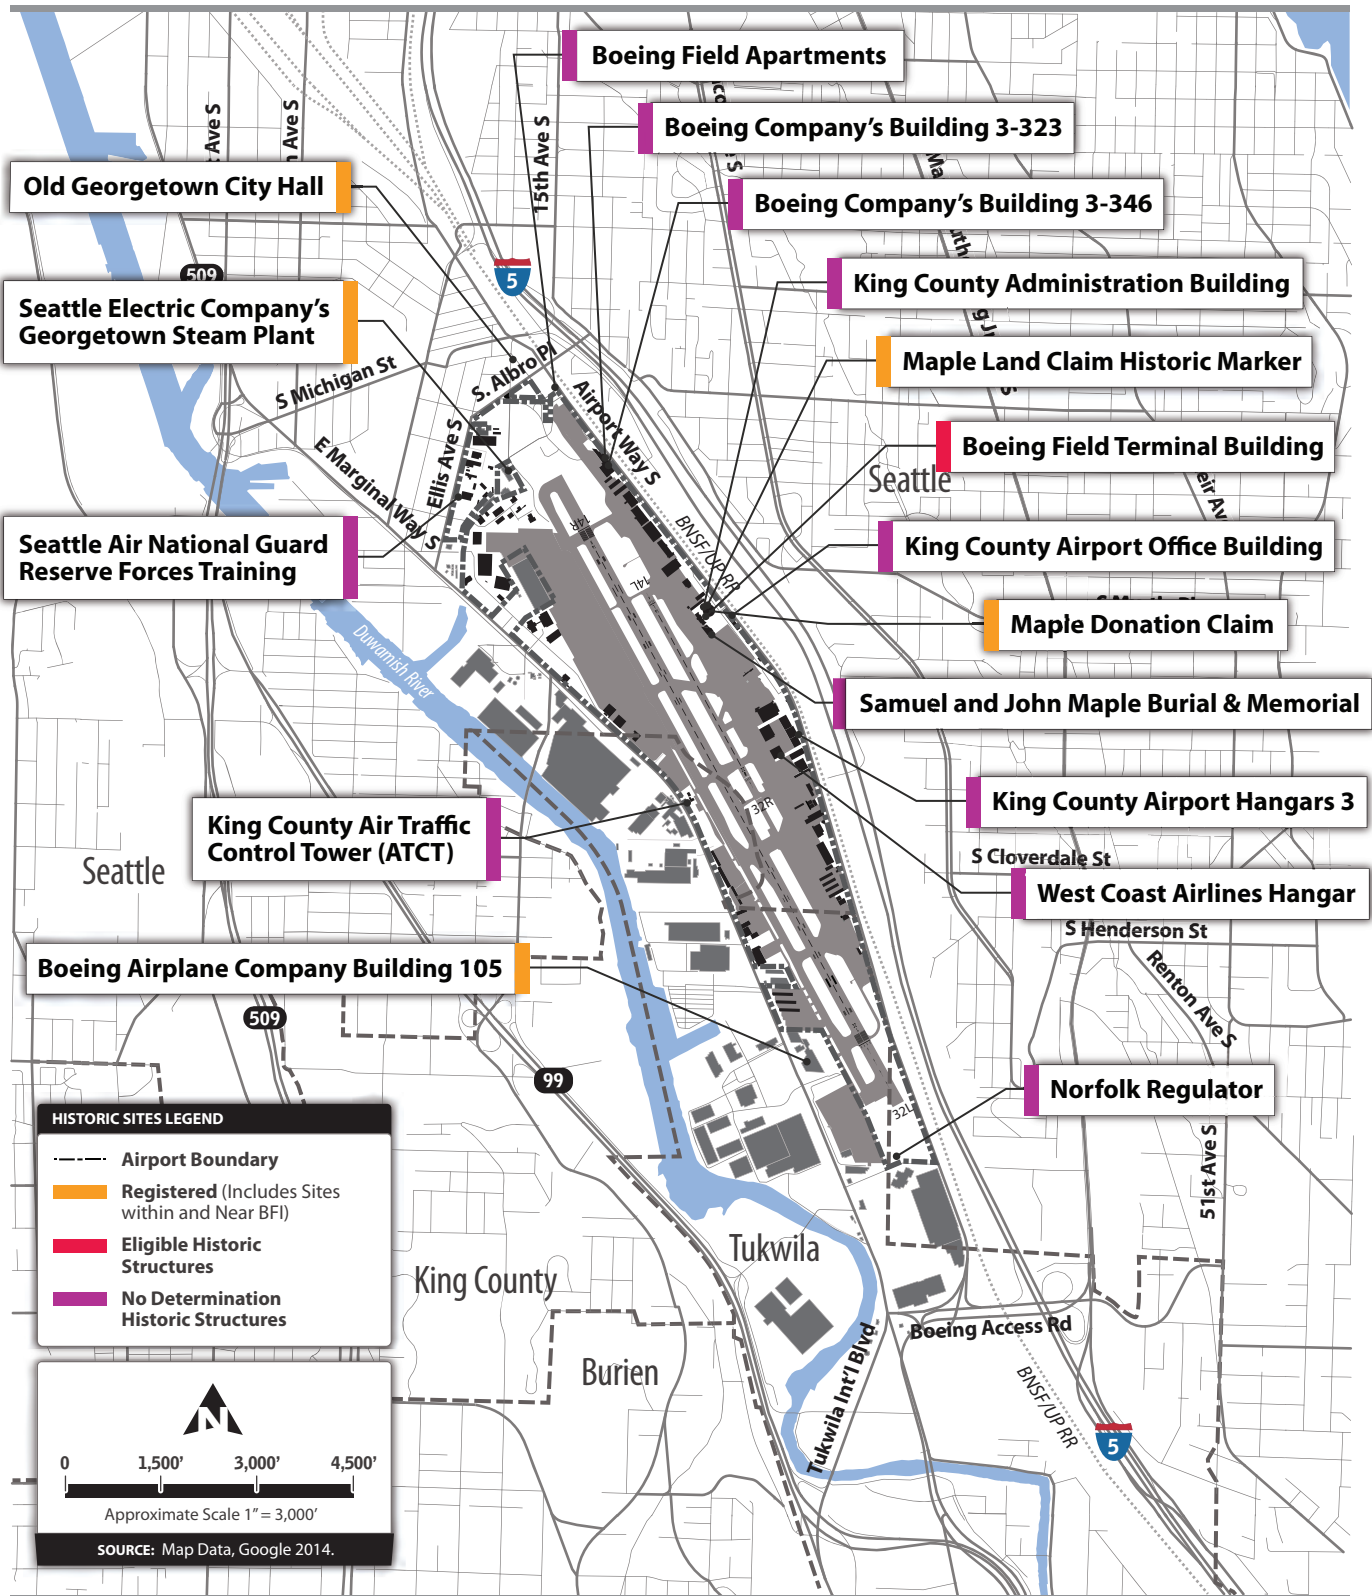 Boeing Field Apartments
Boeing Company's Building 3-323
t Ave S
n Ave S
15th Ave S
S
Old Georgetown City Hall
Boeing Company's Building 3-346
509
5
King County Administration Building
Seattle Electric Company's
Georgetown Steam Plant
Maple Land Claim Historic Marker
S Michigan St
S. Albro Pl
Airport Way S
E Marginal Way S
Ellis Ave S
Boeing Field Terminal Building
Seattle
14R
BNSF/UP RR
14L
Seattle Air National Guard
Reserve Forces Training
King County Airport Office Building
Maple Donation Claim
Duwamish River
Samuel and John Maple Burial & Memorial
King County Airport Hangars 3
32R
King County Air Traffic
Control Tower (ATCT)
Seattle
S Cloverdale St
West Coast Airlines Hangar
S Henderson St
Renton Ave S
Boeing Airplane Company Building 105
509
99
Norfolk Regulator
32L
51st Ave S
HISTORIC SITES LEGEND
Airport Boundary
Registered (Includes Sites
within and Near BFI)
Eligible Historic
Structures
No Determination
Historic Structures
Tukwila
King County
Burien
Boeing Access Rd
Tukwila Int'l Blvd
BNSF/UP RR
5
N
0 1,500' 3,000' 4,500'
Approximate Scale 1" = 3,000'
SOURCE: Map Data, Google 2014.